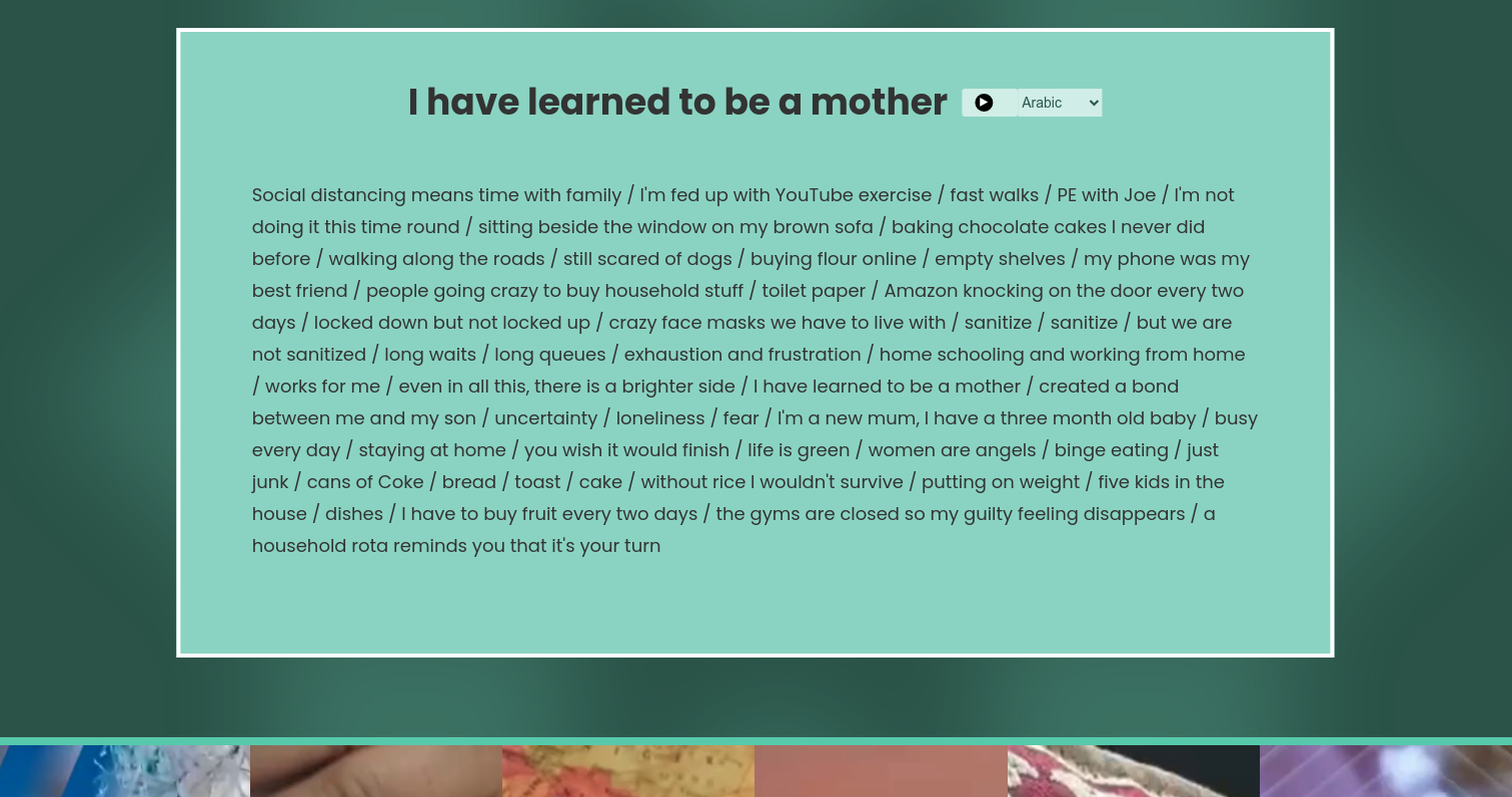 I have learned to be a mother
Arabic
Social distancing means time with family / I'm fed up with YouTube exercise / fast walks / PE with Joe / I'm not
doing it this time round / sitting beside the window on my brown sofa / baking chocolate cakes I never did
before / walking along the roads / still scared of dogs / buying flour online / empty shelves / my phone was my
best friend / people going crazy to buy household stuff / toilet paper / Amazon knocking on the door every two
days / locked down but not locked up / crazy face masks we have to live with / sanitize / sanitize / but we are
not sanitized / long waits / long queues / exhaustion and frustration / home schooling and working from home
/ works for me / even in all this, there is a brighter side / I have learned to be a mother / created a bond
between me and my son / uncertainty / loneliness / fear / I'm a new mum, I have a three month old baby / busy
every day / staying at home / you wish it would finish / life is green / women are angels / binge eating / just
junk / cans of Coke / bread / toast / cake / without rice I wouldn't survive / putting on weight / five kids in the
house / dishes / I have to buy fruit every two days / the gyms are closed so my guilty feeling disappears / a
household rota reminds you that it's your turn